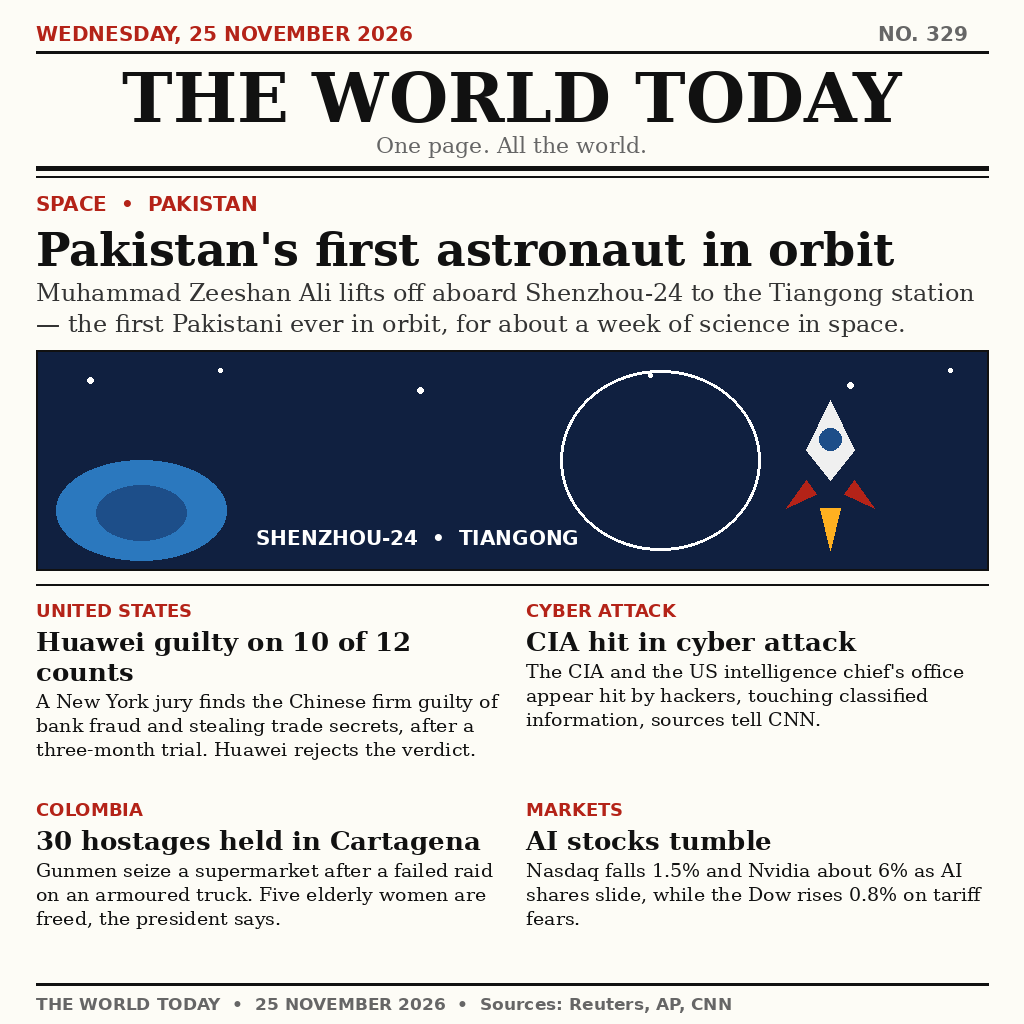 WEDNESDAY, 25 NOVEMBER 2026
NO. 329
THE WORLD TODAY
One page. All the world.
SPACE • PAKISTAN
Pakistan's first astronaut in orbit
Muhammad Zeeshan Ali lifts off aboard Shenzhou-24 to the Tiangong station
— the first Pakistani ever in orbit, for about a week of science in space.
SHENZHOU-24 • TIANGONG
UNITED STATES
Huawei guilty on 10 of 12
counts
A New York jury finds the Chinese firm guilty of
bank fraud and stealing trade secrets, after a
three-month trial. Huawei rejects the verdict.
CYBER ATTACK
CIA hit in cyber attack
The CIA and the US intelligence chief's office
appear hit by hackers, touching classified
information, sources tell CNN.
COLOMBIA
30 hostages held in Cartagena
Gunmen seize a supermarket after a failed raid
on an armoured truck. Five elderly women are
freed, the president says.
MARKETS
AI stocks tumble
Nasdaq falls 1.5% and Nvidia about 6% as AI
shares slide, while the Dow rises 0.8% on tariff
fears.
THE WORLD TODAY • 25 NOVEMBER 2026 • Sources: Reuters, AP, CNN